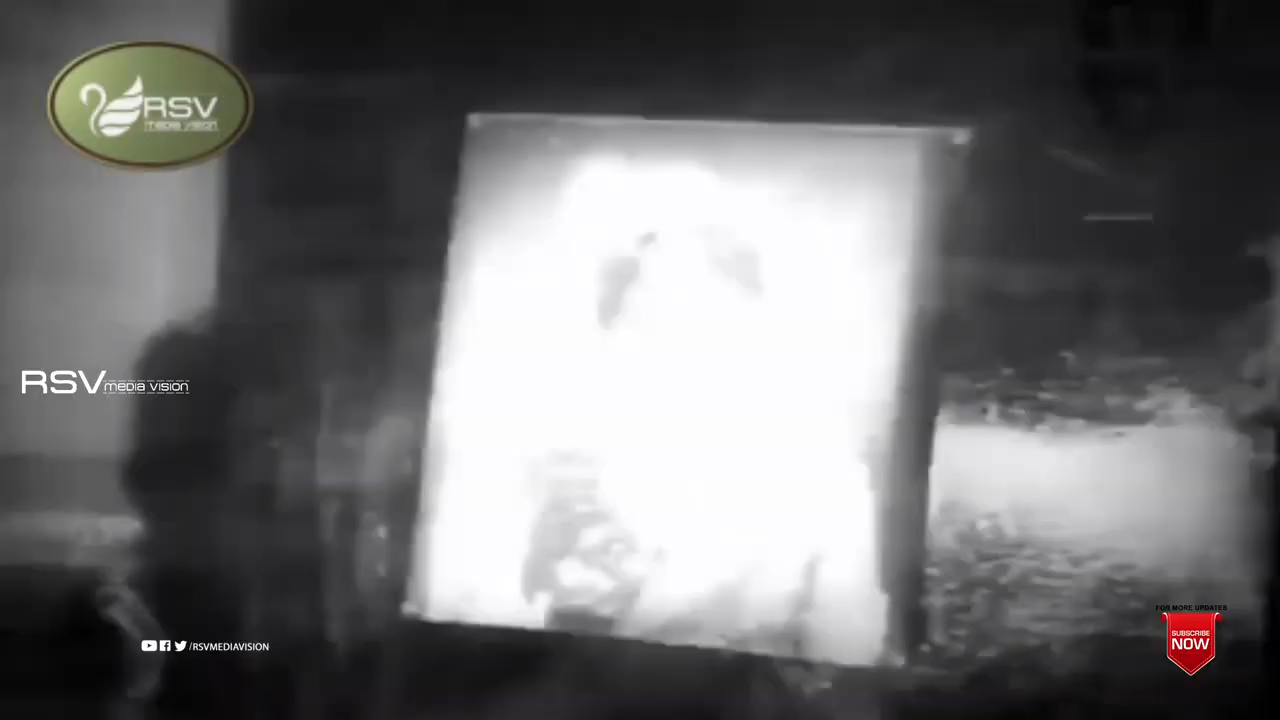 RSV
media vision
RSV media vision
/RSVMEDIAVISION
FOR MORE UPDATES
SUBSCRIBE
NOW